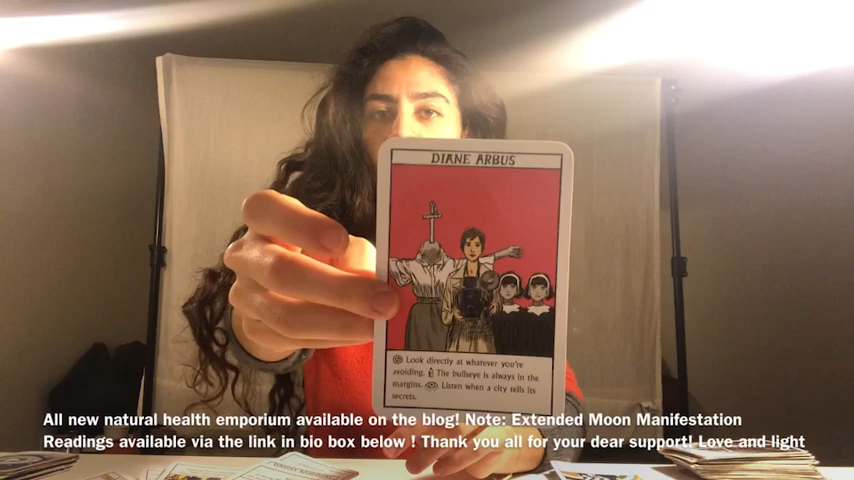 DIANE ARBUS
Look directly at whatever you're
avoiding. The bullseye is always in the
margins. Listen when a city tells its
secrets.
All new natural health emporium available on the blog! Note: Extended Moon Manifestation
Readings available via the link in bio box below ! Thank you all for your dear support! Love and light